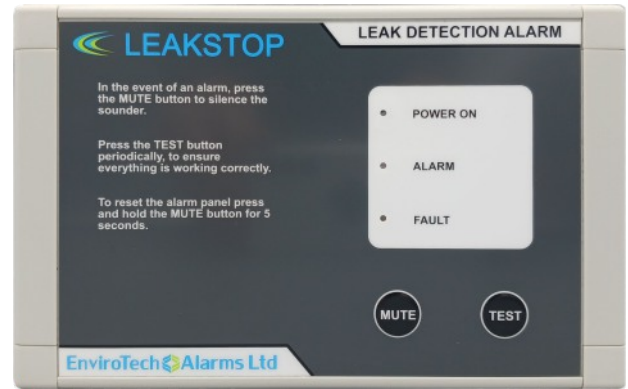 LEAKSTOP
LEAK DETECTION ALARM
In the event of an alarm, press
the MUTE button to silence the
sounder.
Press the TEST button
periodically, to ensure
everything is working correctly.
To reset the alarm panel press
and hold the MUTE button for 5
seconds.
POWER ON
ALARM
FAULT
MUTE
TEST
EnviroTech Alarms Ltd